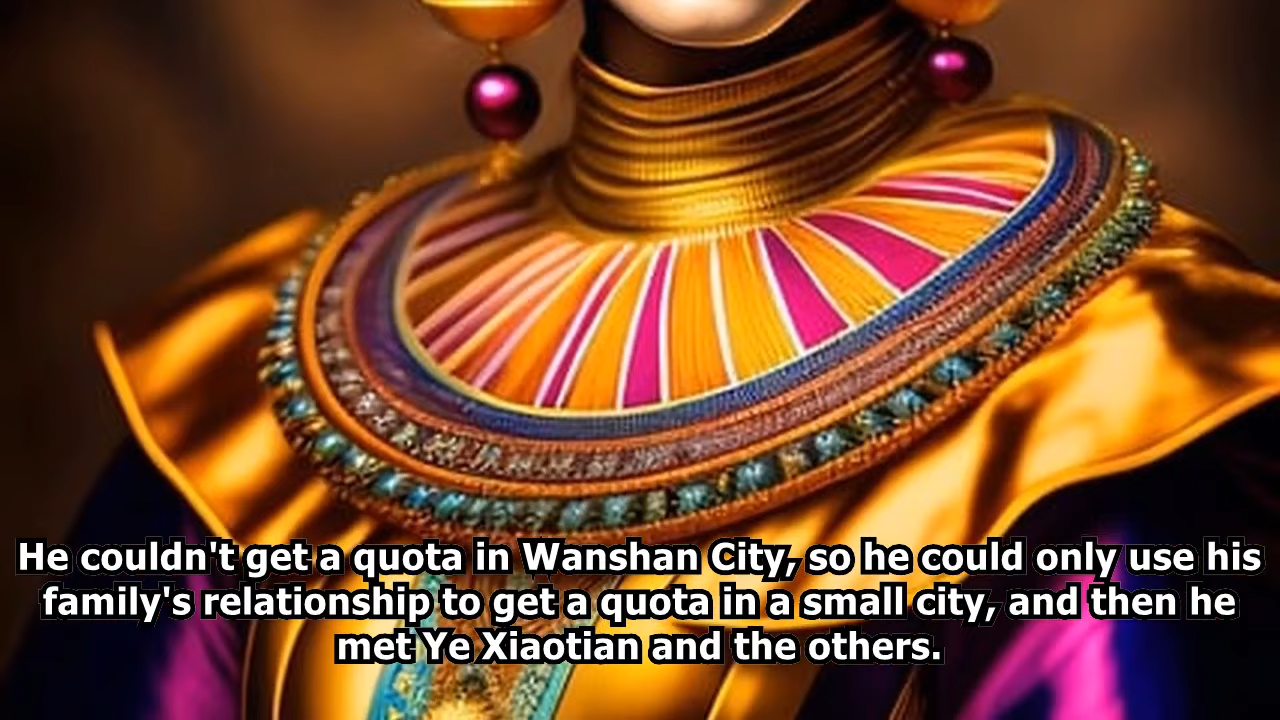 He couldn't get a quota in Wanshan City, so he could only use his
family's relationship to get a quota in a small city, and then he
met Ye Xiaotian and the others.